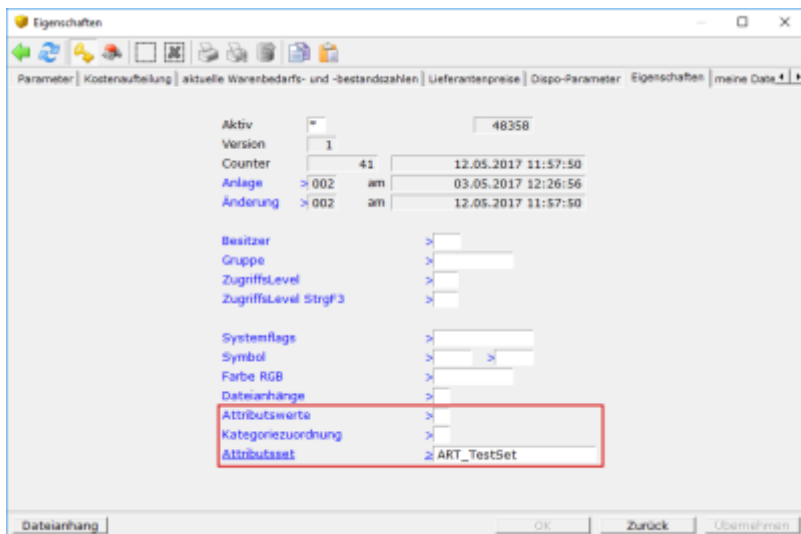 Eigenschaften
Parameter Kostenaufteilung aktuelle Warenbedarfs- und -bestandszahlen Lieferantenpreise Dispo-Parameter Eigenschaften meine Date
Aktiv * 48358
Version 1
Counter 41 12.05.2017 11:57:50
Anlage >002 am 03.05.2017 12:26:56
Änderung >002 am 12.05.2017 11:57:50
Besitzer >
Gruppe >
ZugriffsLevel >
ZugriffsLevel StrgF3 >
Systemflags >
Symbol > >
Farbe RGB >
Dateianhänge >
Attributswerte >
Kategoriezuordnung >
Attributsset > ART_TestSet
Dateianhang OK Zurück Übernehmen